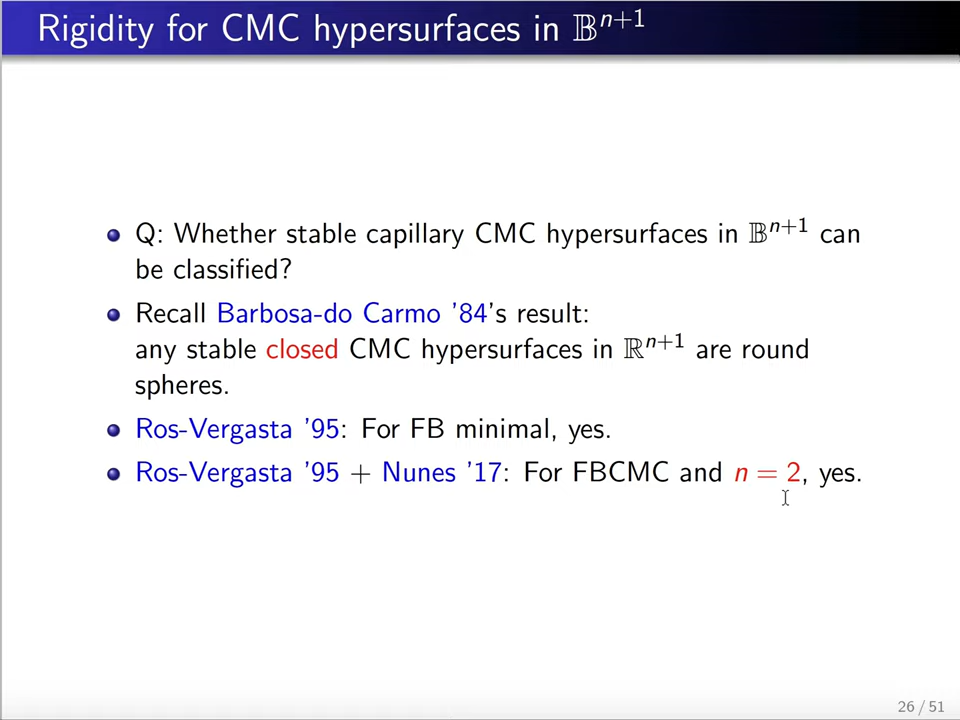 Rigidity for CMC hypersurfaces in 𝔹ⁿ⁺¹
Q: Whether stable capillary CMC hypersurfaces in 𝔹ⁿ⁺¹ can
be classified?
Recall Barbosa-do Carmo '84's result:
any stable closed CMC hypersurfaces in ℝⁿ⁺¹ are round
spheres.
Ros-Vergasta '95: For FB minimal, yes.
Ros-Vergasta '95 + Nunes '17: For FBCMC and n = 2, yes.
26 / 51